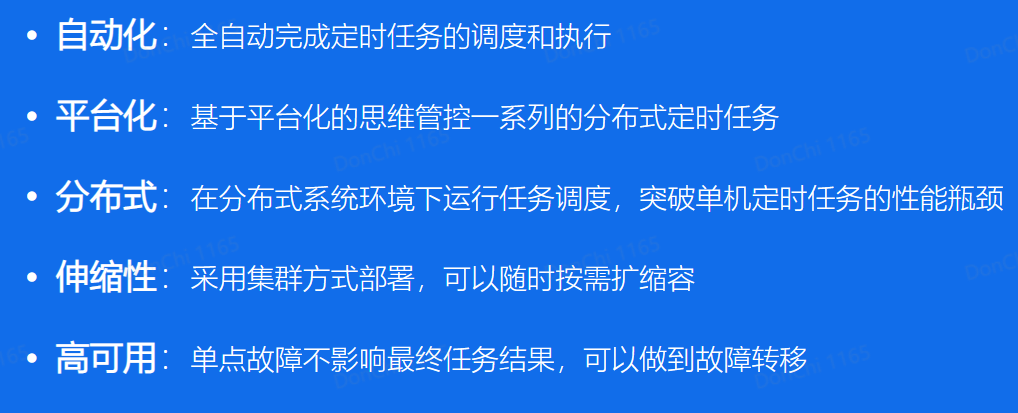 • 自动化：全自动完成定时任务的调度和执行
• 平台化：基于平台化的思维管控一系列的分布式定时任务
• 分布式：在分布式系统环境下运行任务调度，突破单机定时任务的性能瓶颈
• 伸缩性：采用集群方式部署，可以随时按需扩缩容
• 高可用：单点故障不影响最终任务结果，可以做到故障转移
DonChi 1165